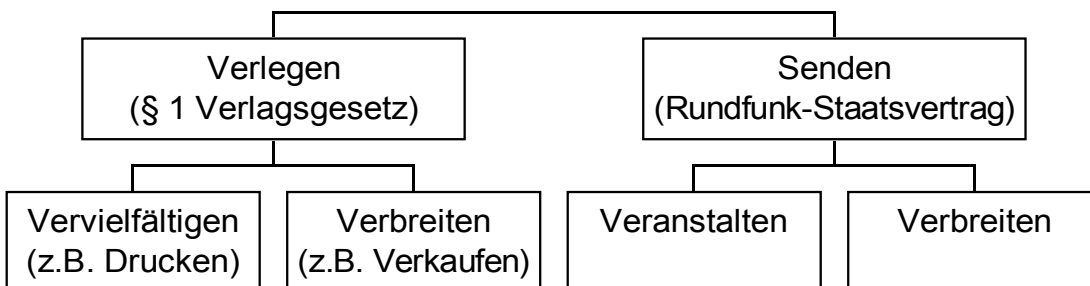 Verlegen
(§ 1 Verlagsgesetz)
Senden
(Rundfunk-Staatsvertrag)
Vervielfältigen
(z.B. Drucken)
Verbreiten
(z.B. Verkaufen)
Veranstalten
Verbreiten